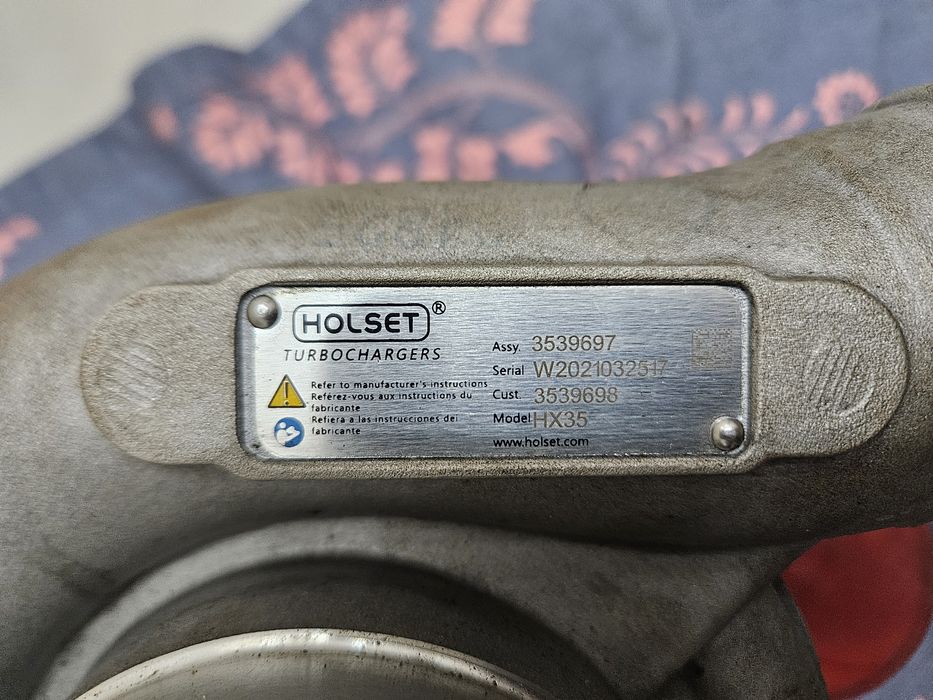 HOLSET ®
TURBOCHARGERS
Refer to manufacturer's instructions
Reférez-vous aux instructions du
fabricante
Refiera a las instrucciones del
fabricante
Assy. 3539697
Serial W2021032517
Cust. 3539698
Model HX35
www.holset.com